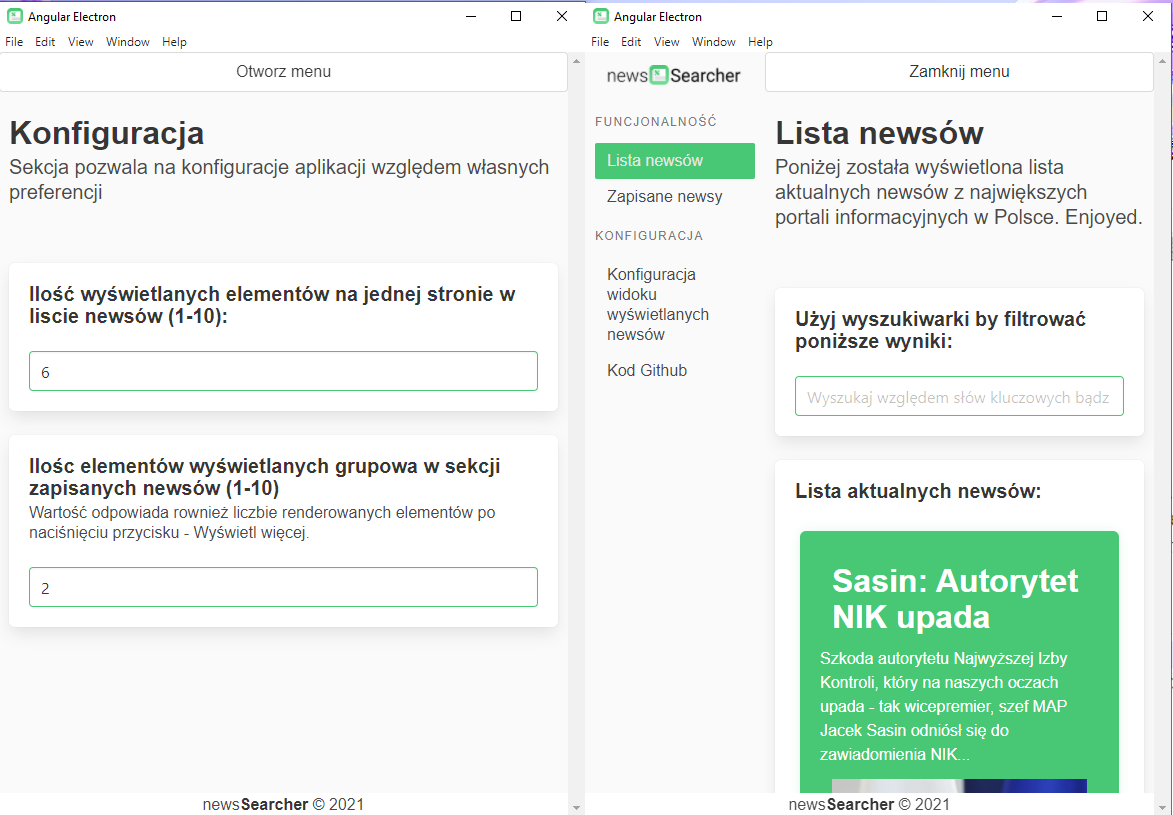 Angular Electron
File Edit View Window Help
Otworz menu
Konfiguracja
Sekcja pozwala na konfiguracje aplikacji względem własnych
preferencji
Ilość wyświetlanych elementów na jednej stronie w
liscie newsów (1-10):
6
Ilośc elementów wyświetlanych grupowa w sekcji
zapisanych newsów (1-10)
Wartość odpowiada rownież liczbie renderowanych elementów po
naciśnięciu przycisku - Wyświetl więcej.
2
newsSearcher © 2021
Angular Electron
File Edit View Window Help
newsSearcher
FUNCJONALNOŚĆ
Lista newsów
Zapisane newsy
KONFIGURACJA
Konfiguracja
widoku
wyświetlanych
newsów
Kod Github
Zamknij menu
Lista newsów
Poniżej została wyświetlona lista
aktualnych newsów z największych
portali informacyjnych w Polsce. Enjoyed.
Użyj wyszukiwarki by filtrować
poniższe wyniki:
Wyszukaj względem słów kluczowych bądz
Lista aktualnych newsów:
Sasin: Autorytet
NIK upada
Szkoda autorytetu Najwyższej Izby
Kontroli, który na naszych oczach
upada - tak wicepremier, szef MAP
Jacek Sasin odniósł się do
zawiadomienia NIK...
newsSearcher © 2021